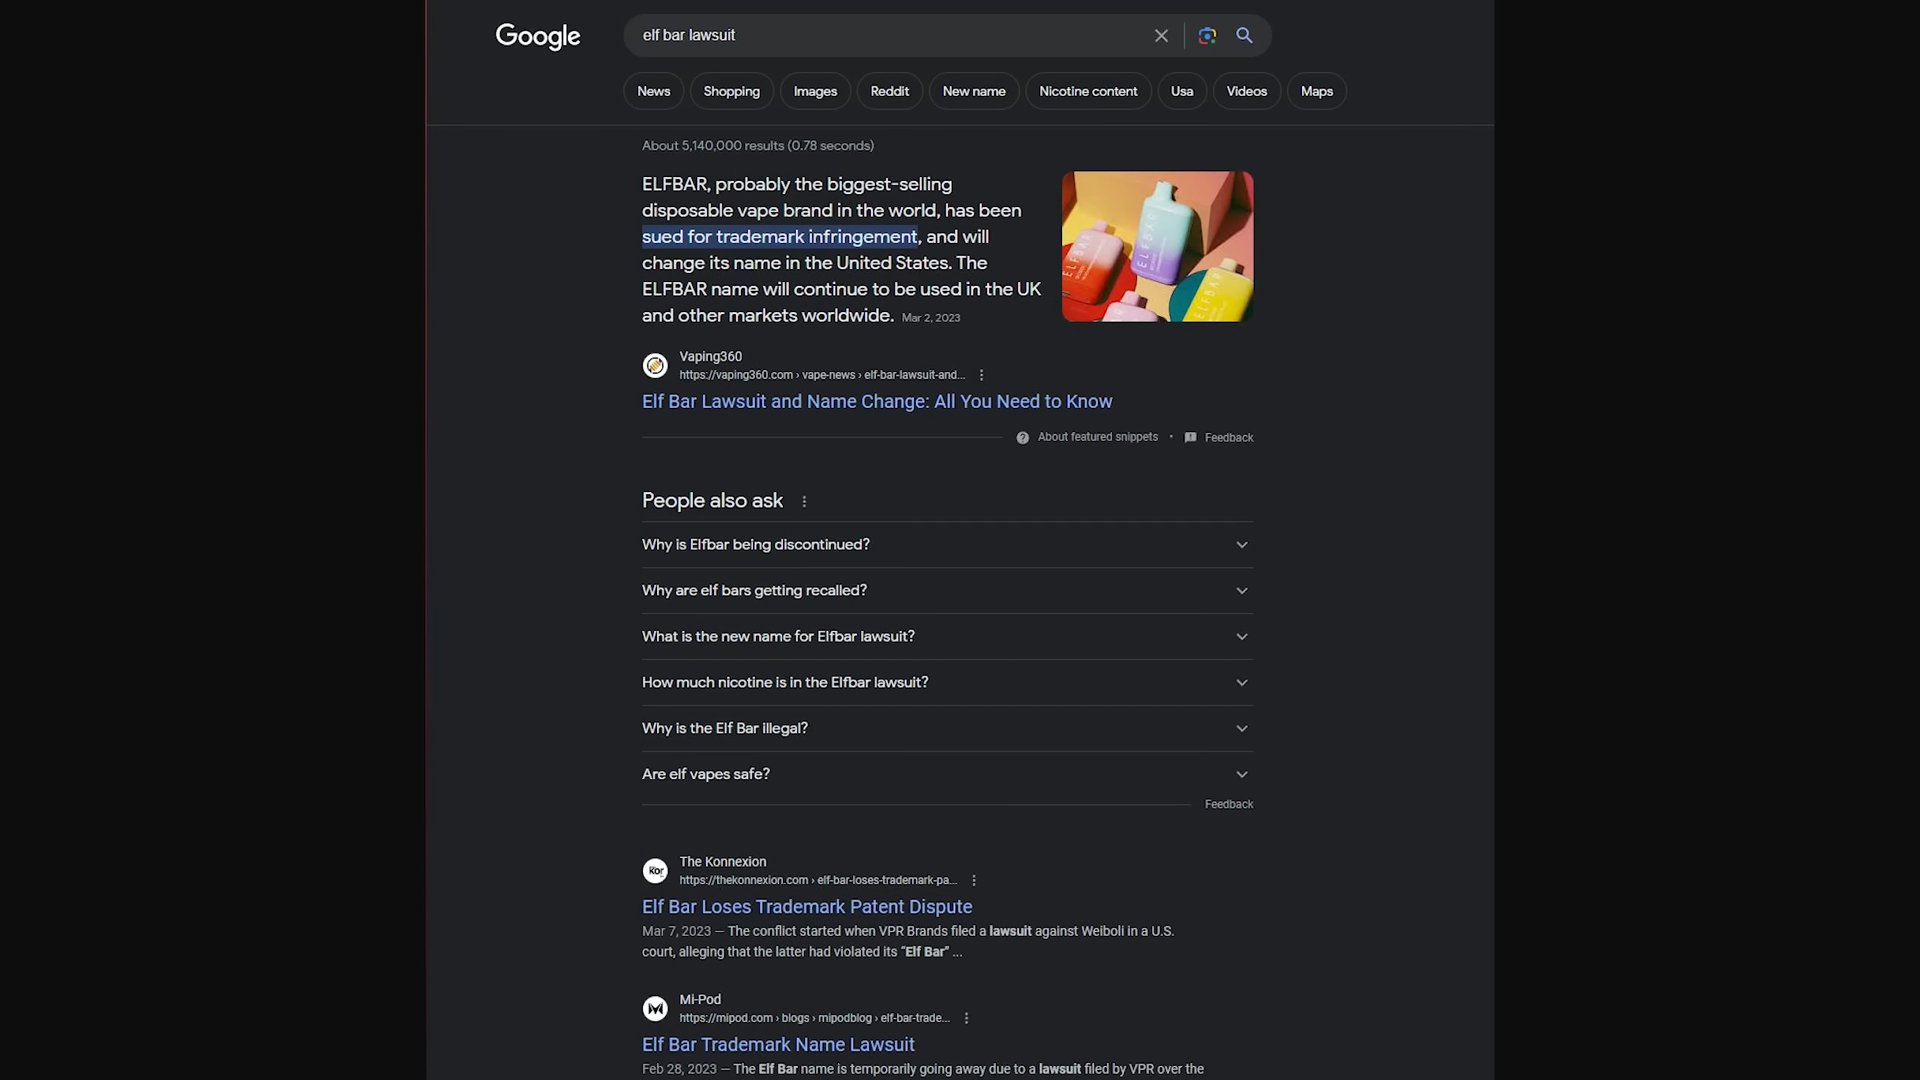 Google
elf bar lawsuit
News Shopping Images Reddit New name Nicotine content Usa Videos Maps
About 5,140,000 results (0.78 seconds)
ELFBAR, probably the biggest-selling
disposable vape brand in the world, has been
sued for trademark infringement, and will
change its name in the United States. The
ELFBAR name will continue to be used in the UK
and other markets worldwide. Mar 2, 2023
ELFBAR
ELFBAR
ELFBAR
Vaping360
https://vaping360.com › vape-news › elf-bar-lawsuit-and...
Elf Bar Lawsuit and Name Change: All You Need to Know
About featured snippets • Feedback
People also ask
Why is Elfbar being discontinued?
Why are elf bars getting recalled?
What is the new name for Elfbar lawsuit?
How much nicotine is in the Elfbar lawsuit?
Why is the Elf Bar illegal?
Are elf vapes safe?
Feedback
Kor
The Konnexion
https://thekonnexion.com › elf-bar-loses-trademark-pa...
Elf Bar Loses Trademark Patent Dispute
Mar 7, 2023 — The conflict started when VPR Brands filed a lawsuit against Weiboli in a U.S.
court, alleging that the latter had violated its “Elf Bar” ...
Mi-Pod
https://mipod.com › blogs › mipodblog › elf-bar-trade...
Elf Bar Trademark Name Lawsuit
Feb 28, 2023 — The Elf Bar name is temporarily going away due to a lawsuit filed by VPR over the